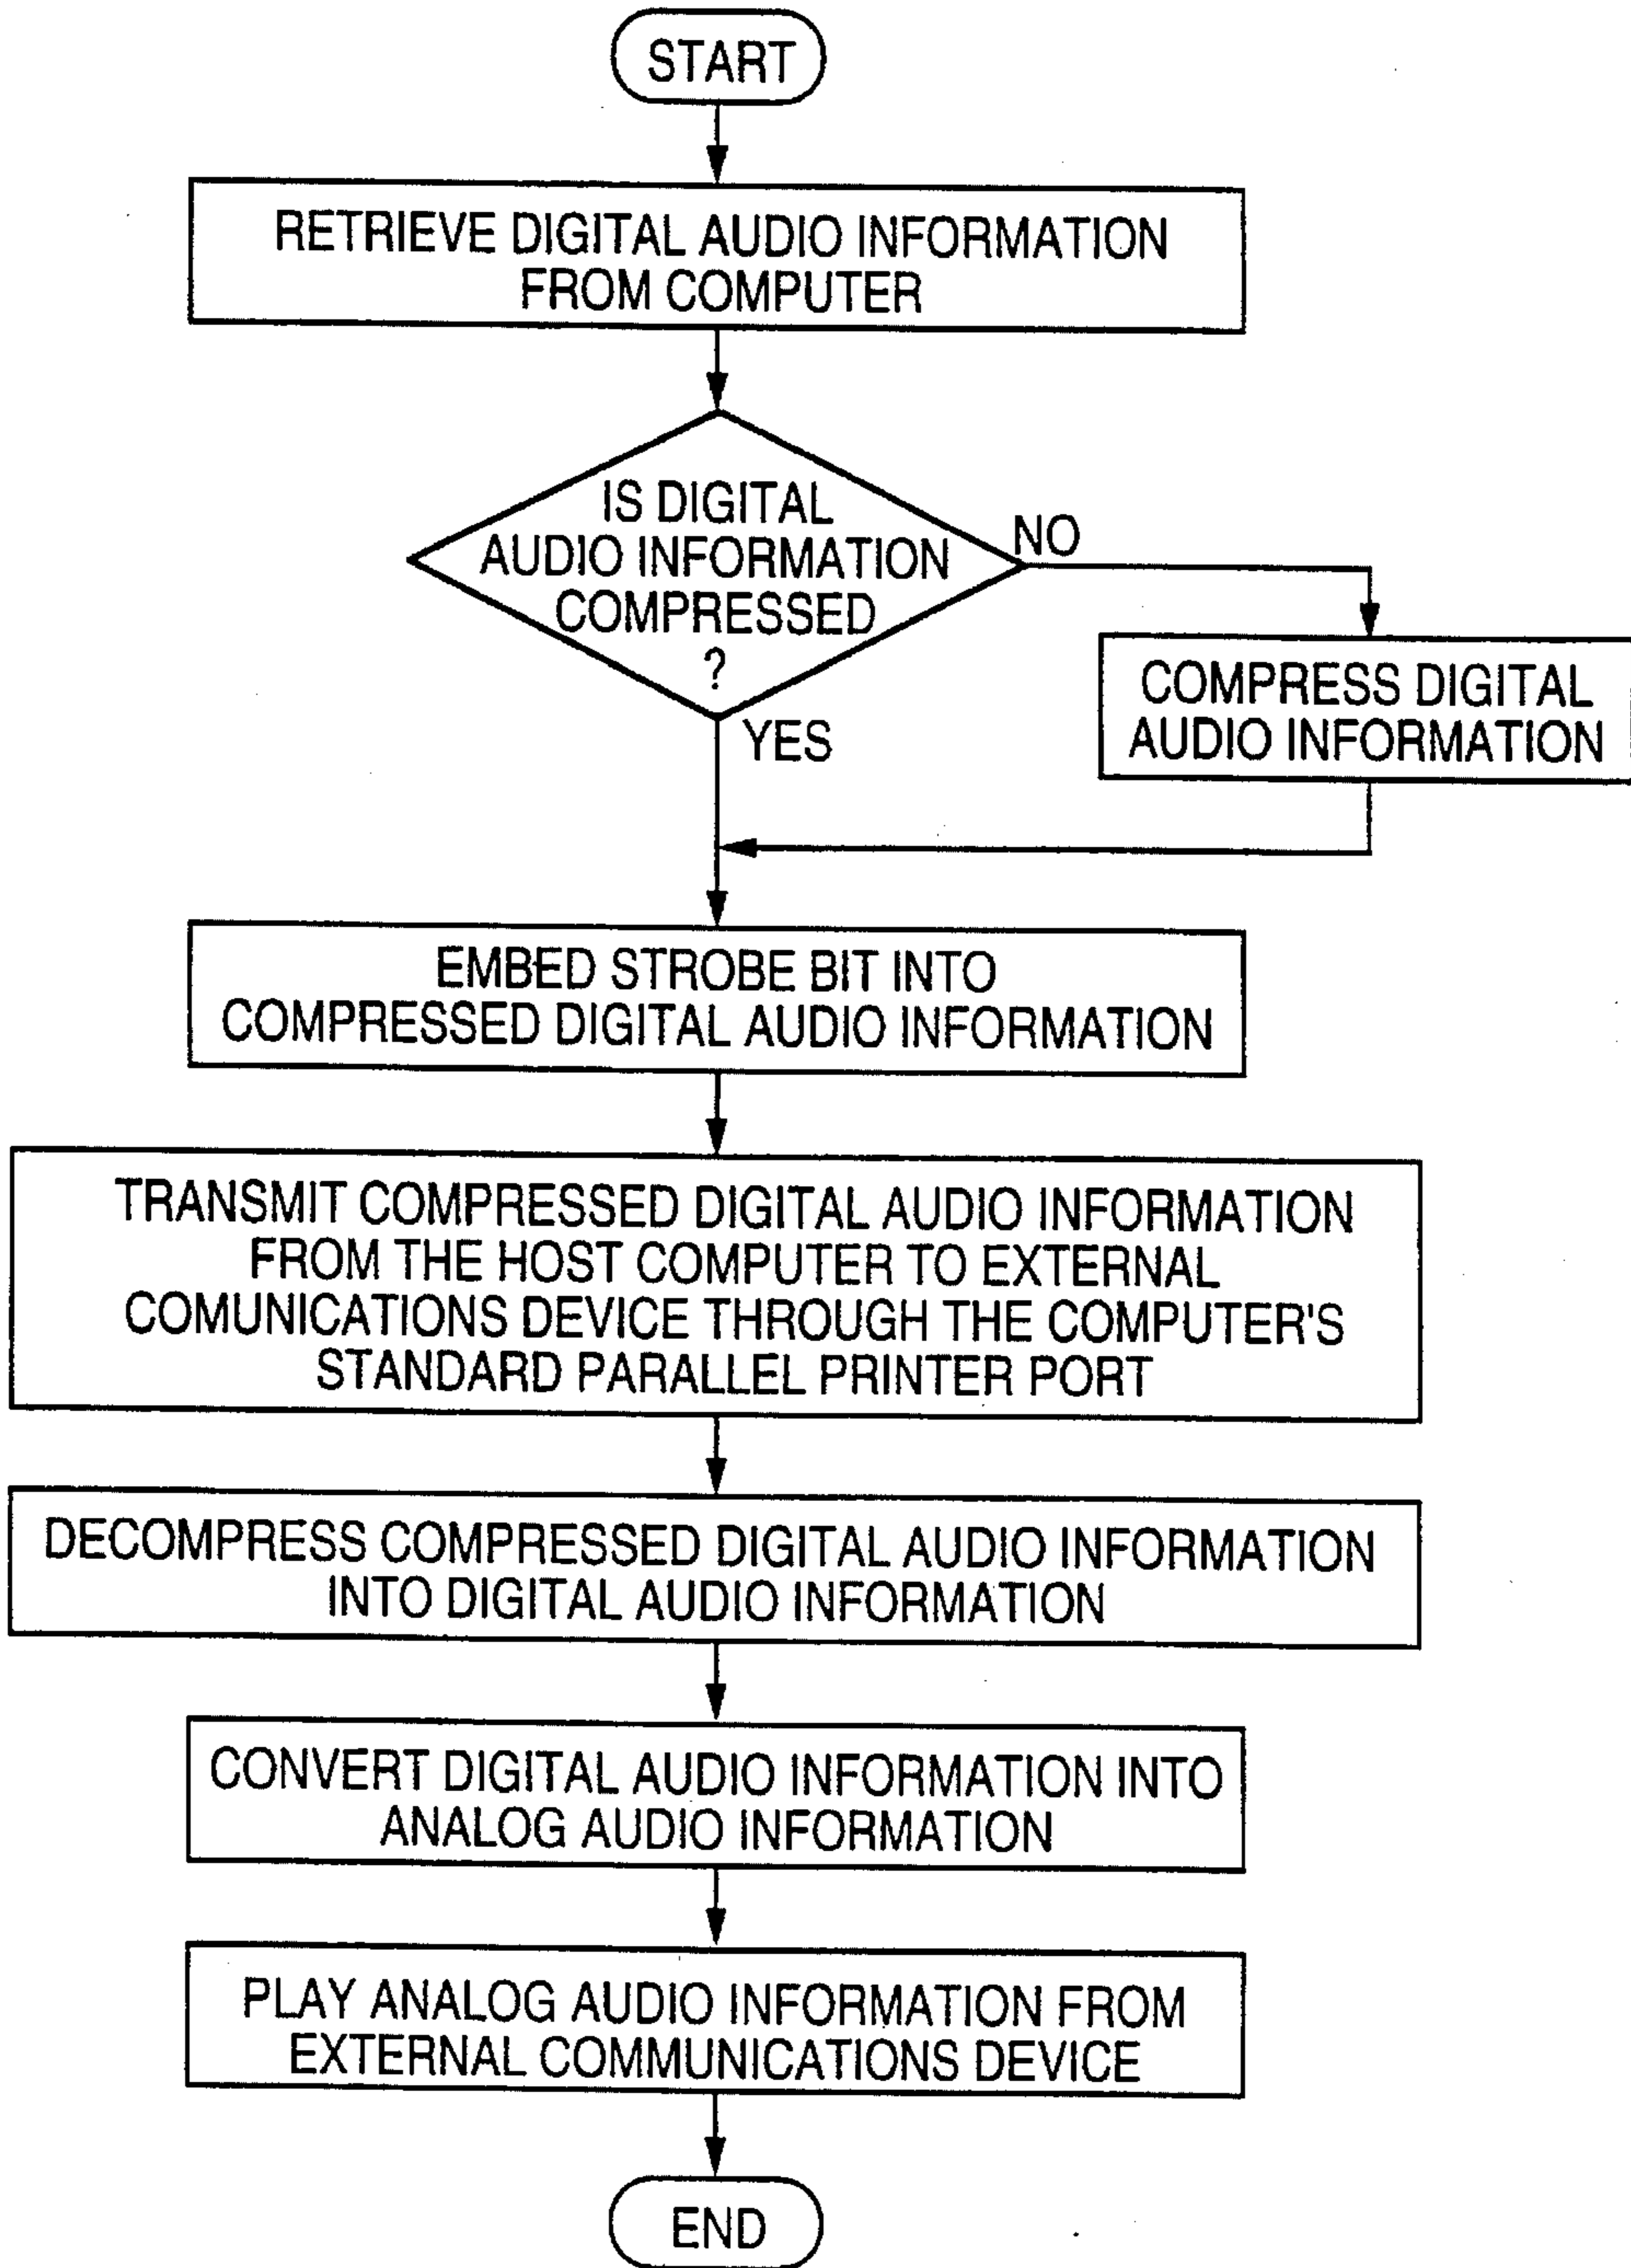 START
RETRIEVE DIGITAL AUDIO INFORMATION
FROM COMPUTER
IS DIGITAL
AUDIO INFORMATION
COMPRESSED
?
NO
COMPRESS DIGITAL
AUDIO INFORMATION
YES
EMBED STROBE BIT INTO
COMPRESSED DIGITAL AUDIO INFORMATION
TRANSMIT COMPRESSED DIGITAL AUDIO INFORMATION
FROM THE HOST COMPUTER TO EXTERNAL
COMUNICATIONS DEVICE THROUGH THE COMPUTER'S
STANDARD PARALLEL PRINTER PORT
DECOMPRESS COMPRESSED DIGITAL AUDIO INFORMATION
INTO DIGITAL AUDIO INFORMATION
CONVERT DIGITAL AUDIO INFORMATION INTO
ANALOG AUDIO INFORMATION
PLAY ANALOG AUDIO INFORMATION FROM
EXTERNAL COMMUNICATIONS DEVICE
END